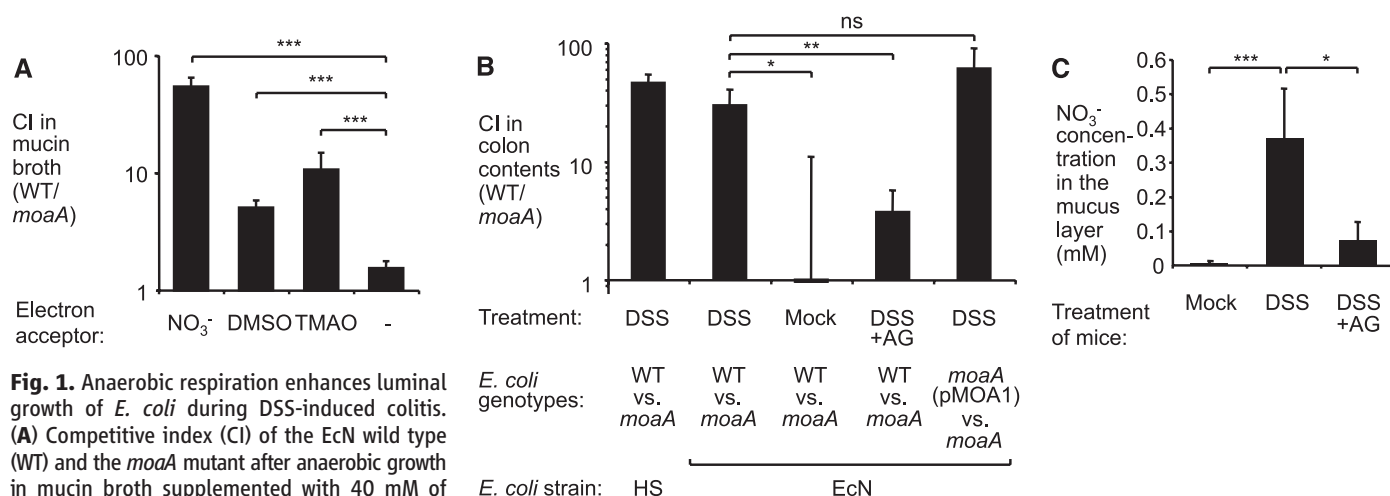 A
CI in
mucin
broth
(WT/
moaA)
100
10
1
***
***
***
Electron
acceptor:
NO3- DMSO TMAO -
Fig. 1. Anaerobic respiration enhances luminal
growth of E. coli during DSS-induced colitis.
(A) Competitive index (CI) of the EcN wild type
(WT) and the moaA mutant after anaerobic growth
in mucin broth supplemented with 40 mM of
B
CI in
colon
contents
(WT/
moaA)
100
10
1
ns
**
*
Treatment: DSS DSS Mock DSS +AG DSS
E. coli
genotypes:
WT vs. moaA
WT vs. moaA
WT vs. moaA
WT vs. moaA
moaA (pMOA1) vs. moaA
E. coli strain: HS EcN
C
NO3-
concen-
tration
in the
mucus
layer
(mM)
0.6
0.5
0.4
0.3
0.2
0.1
0
*** *
Treatment
of mice:
Mock DSS DSS +AG